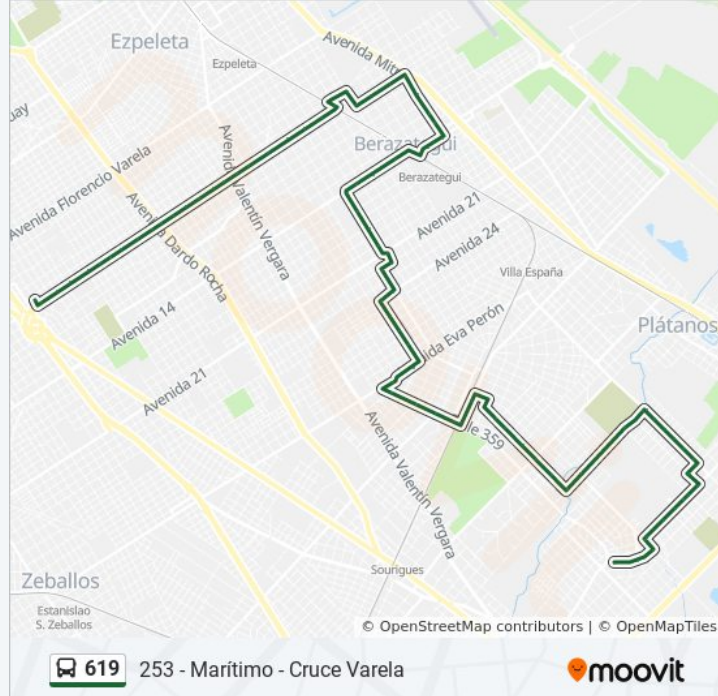 Ezpeleta
Avenida Mit
Ezpeleta
uay
Avenida Florencio Varela
Avenida Valentín Vergara
Berazategui
Berazategui
Avenida 21
Avenida Dardo Rocha
Avenida 24
Villa España
Avenida 14
Plátanos
ida Eva Perón
Avenida 21
le 359
Avenida Valentín Vergara
Sourigues
Zeballos
Estanislao
S. Zeballos
© OpenStreetMap contributors | © OpenMapTiles
619 253 - Marítimo - Cruce Varela
moovit